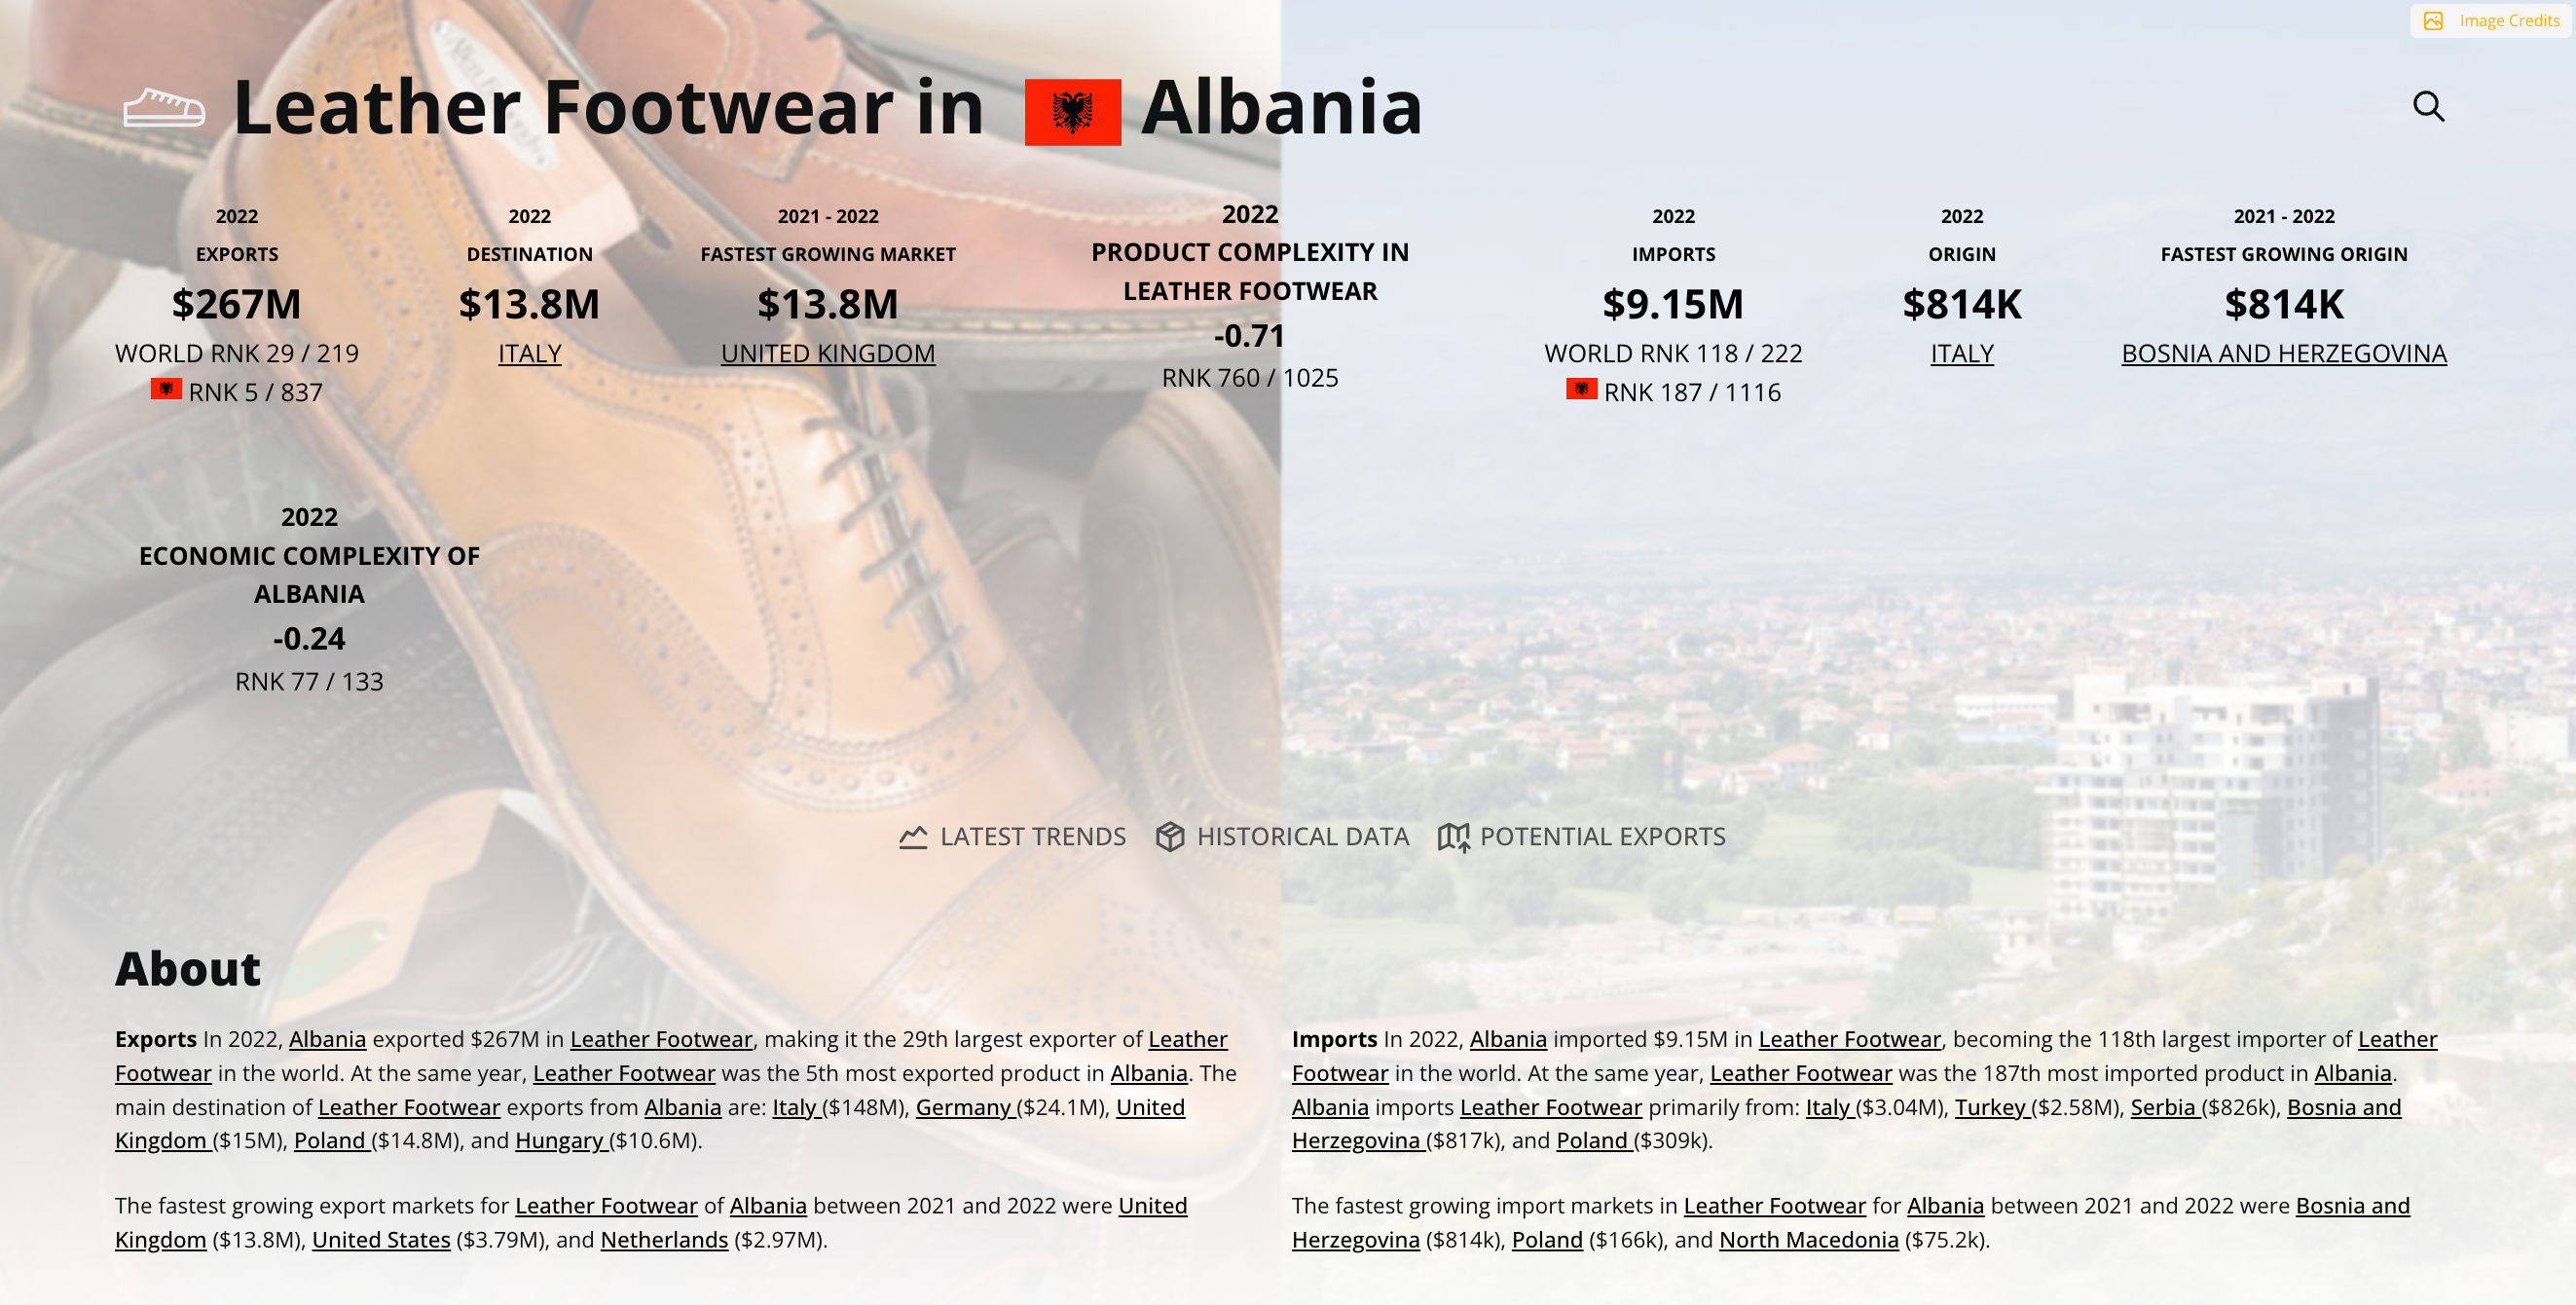 Image Credits
Leather Footwear in Albania
2022
EXPORTS
$267M
WORLD RNK 29 / 219
RNK 5 / 837
2022
DESTINATION
$13.8M
ITALY
2021 - 2022
FASTEST GROWING MARKET
$13.8M
UNITED KINGDOM
2022
PRODUCT COMPLEXITY IN
LEATHER FOOTWEAR
-0.71
RNK 760 / 1025
2022
IMPORTS
$9.15M
WORLD RNK 118 / 222
RNK 187 / 1116
2022
ORIGIN
$814K
ITALY
2021 - 2022
FASTEST GROWING ORIGIN
$814K
BOSNIA AND HERZEGOVINA
2022
ECONOMIC COMPLEXITY OF
ALBANIA
-0.24
RNK 77 / 133
LATEST TRENDS
HISTORICAL DATA
POTENTIAL EXPORTS
About
Exports In 2022, Albania exported $267M in Leather Footwear, making it the 29th largest exporter of Leather
Footwear in the world. At the same year, Leather Footwear was the 5th most exported product in Albania. The
main destination of Leather Footwear exports from Albania are: Italy ($148M), Germany ($24.1M), United
Kingdom ($15M), Poland ($14.8M), and Hungary ($10.6M).
The fastest growing export markets for Leather Footwear of Albania between 2021 and 2022 were United
Kingdom ($13.8M), United States ($3.79M), and Netherlands ($2.97M).
Imports In 2022, Albania imported $9.15M in Leather Footwear, becoming the 118th largest importer of Leather
Footwear in the world. At the same year, Leather Footwear was the 187th most imported product in Albania.
Albania imports Leather Footwear primarily from: Italy ($3.04M), Turkey ($2.58M), Serbia ($826k), Bosnia and
Herzegovina ($817k), and Poland ($309k).
The fastest growing import markets in Leather Footwear for Albania between 2021 and 2022 were Bosnia and
Herzegovina ($814k), Poland ($166k), and North Macedonia ($75.2k).